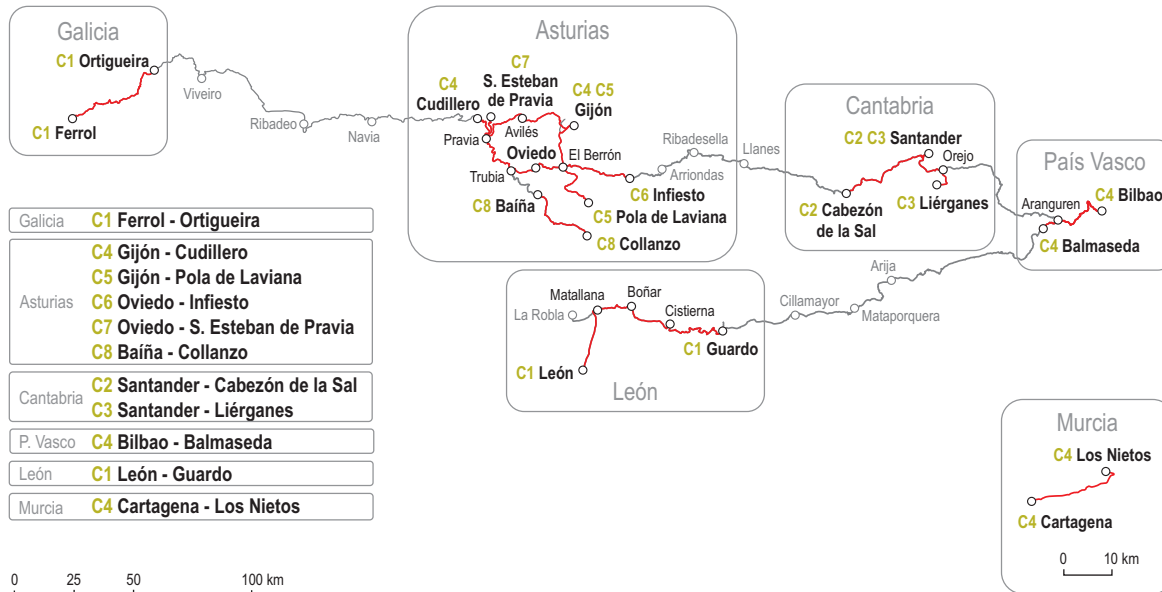 Galicia
C1 Ortigueira
Viveiro
C1 Ferrol
Ribadeo
Navia
Asturias
C7
C4
S. Esteban
de Pravia
C4 C5
Cudillero
Gijón
Pravia
Avilés
Oviedo
El Berrón
Trubia
C8 Baíña
C6 Infiesto
C5 Pola de Laviana
C8 Collanzo
Ribadesella
Arriondas
Llanes
Cantabria
C2 C3 Santander
Orejo
C3 Liérganes
C2 Cabezón
de la Sal
País Vasco
C4 Bilbao
Aranguren
C4 Balmaseda
Arija
Cillamayor
Mataporquera
Matallana
Boñar
La Robla
Cistierna
C1 Guardo
C1 León
León
Galicia C1 Ferrol - Ortigueira
C4 Gijón - Cudillero
C5 Gijón - Pola de Laviana
Asturias C6 Oviedo - Infiesto
C7 Oviedo - S. Esteban de Pravia
C8 Baíña - Collanzo
C2 Santander - Cabezón de la Sal
Cantabria
C3 Santander - Liérganes
P. Vasco C4 Bilbao - Balmaseda
León C1 León - Guardo
Murcia C4 Cartagena - Los Nietos
Murcia
C4 Los Nietos
C4 Cartagena
0 10 km
0 25 50 100 km